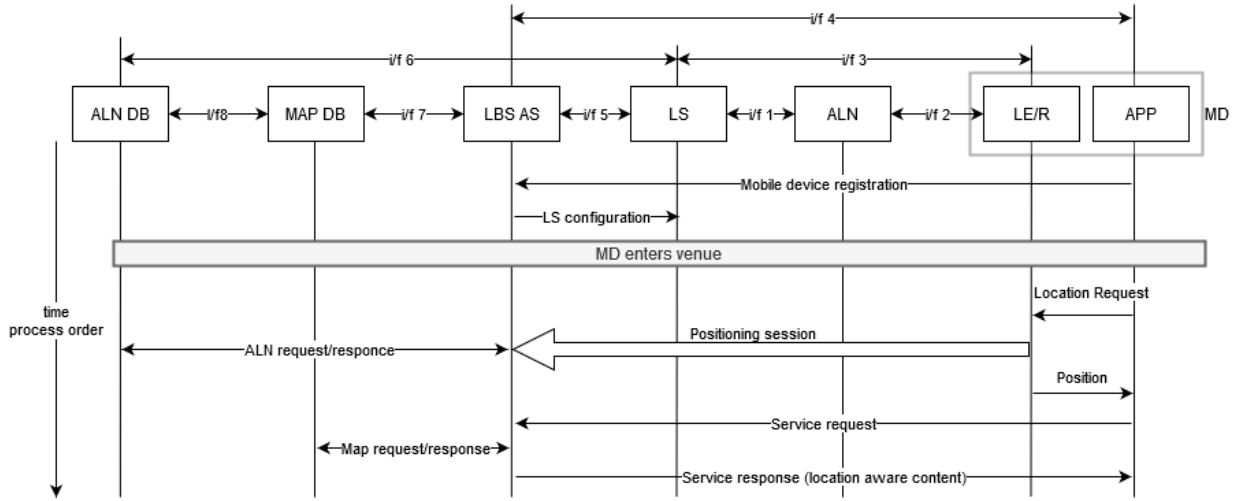 i/f 4
i/f 6
i/f 3
ALN DB
I/f8
MAP DB
i/f 7
LBS AS
i/f 5
LS
i/f 1
ALN
i/f 2
LE/R
APP
MD
Mobile device registration
LS configuration
MD enters venue
Location Request
time
process order
Positioning session
ALN request/responce
Position
Service request
Map request/response
Service response (location aware content)